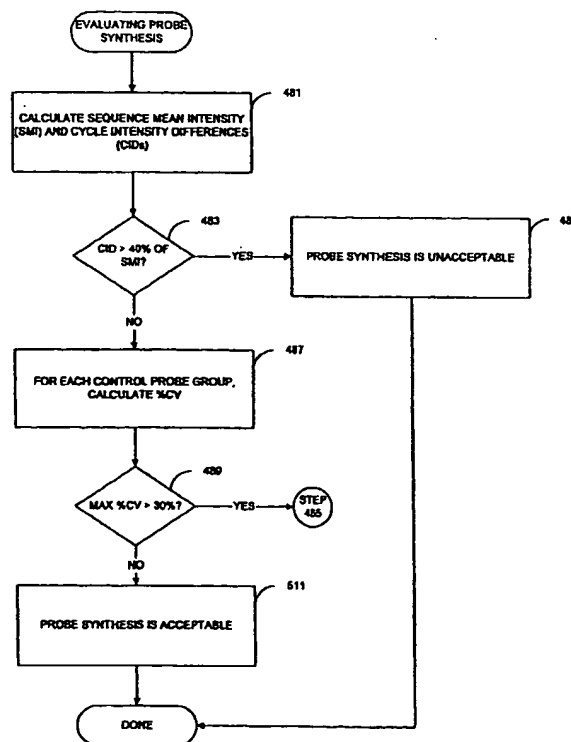 EVALUATING PROBE
SYNTHESIS
481
CALCULATE SEQUENCE MEAN INTENSITY
(SMI) AND CYCLE INTENSITY DIFFERENCES
(CIDs)
483
CID > 40% OF
SMI?
YES
48
PROBE SYNTHESIS IS UNACCEPTABLE
NO
487
FOR EACH CONTROL PROBE GROUP,
CALCULATE %CV
489
MAX %CV > 30%?
YES
STEP
485
NO
511
PROBE SYNTHESIS IS ACCEPTABLE
DONE